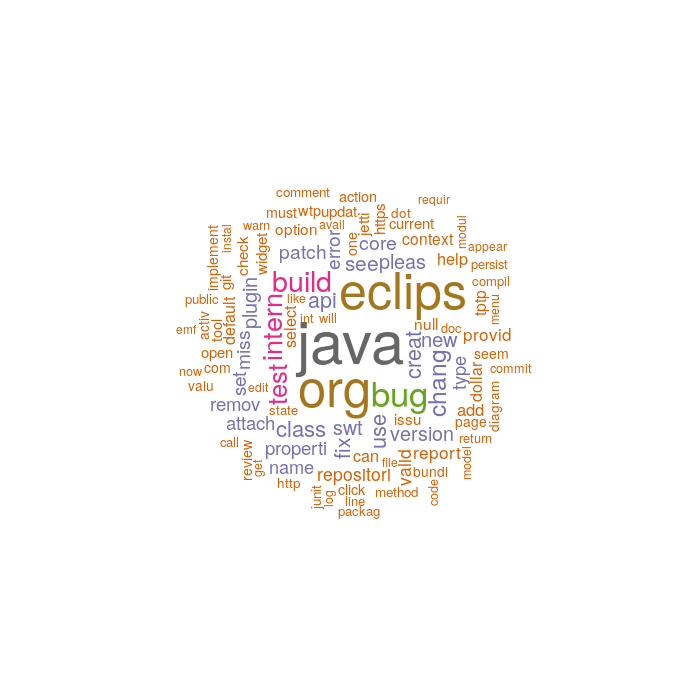 comment
action
requir
must
wtp
updat
jetti
https
dot
current
modul
implement
instal
warn
option
avail
one
error
core
context
appear
check
widget
patch
see
pleas
help
persist
git
build
eclips
compil
public
plugin
like
api
tptp
menu
default
intern
select
int
will
null
doc
emf
activ
tool
java
creat
new
provid
open
miss
chang
type
seem
now
com
set
test
org
bug
dollar
commit
valu
edit
diagram
remov
state
add
attach
class
swt
use
issu
version
page
return
call
review
get
properti
fix
can
file
valid
report
model
name
repositori
bundl
http
junit
log
click
line
method
code
packag